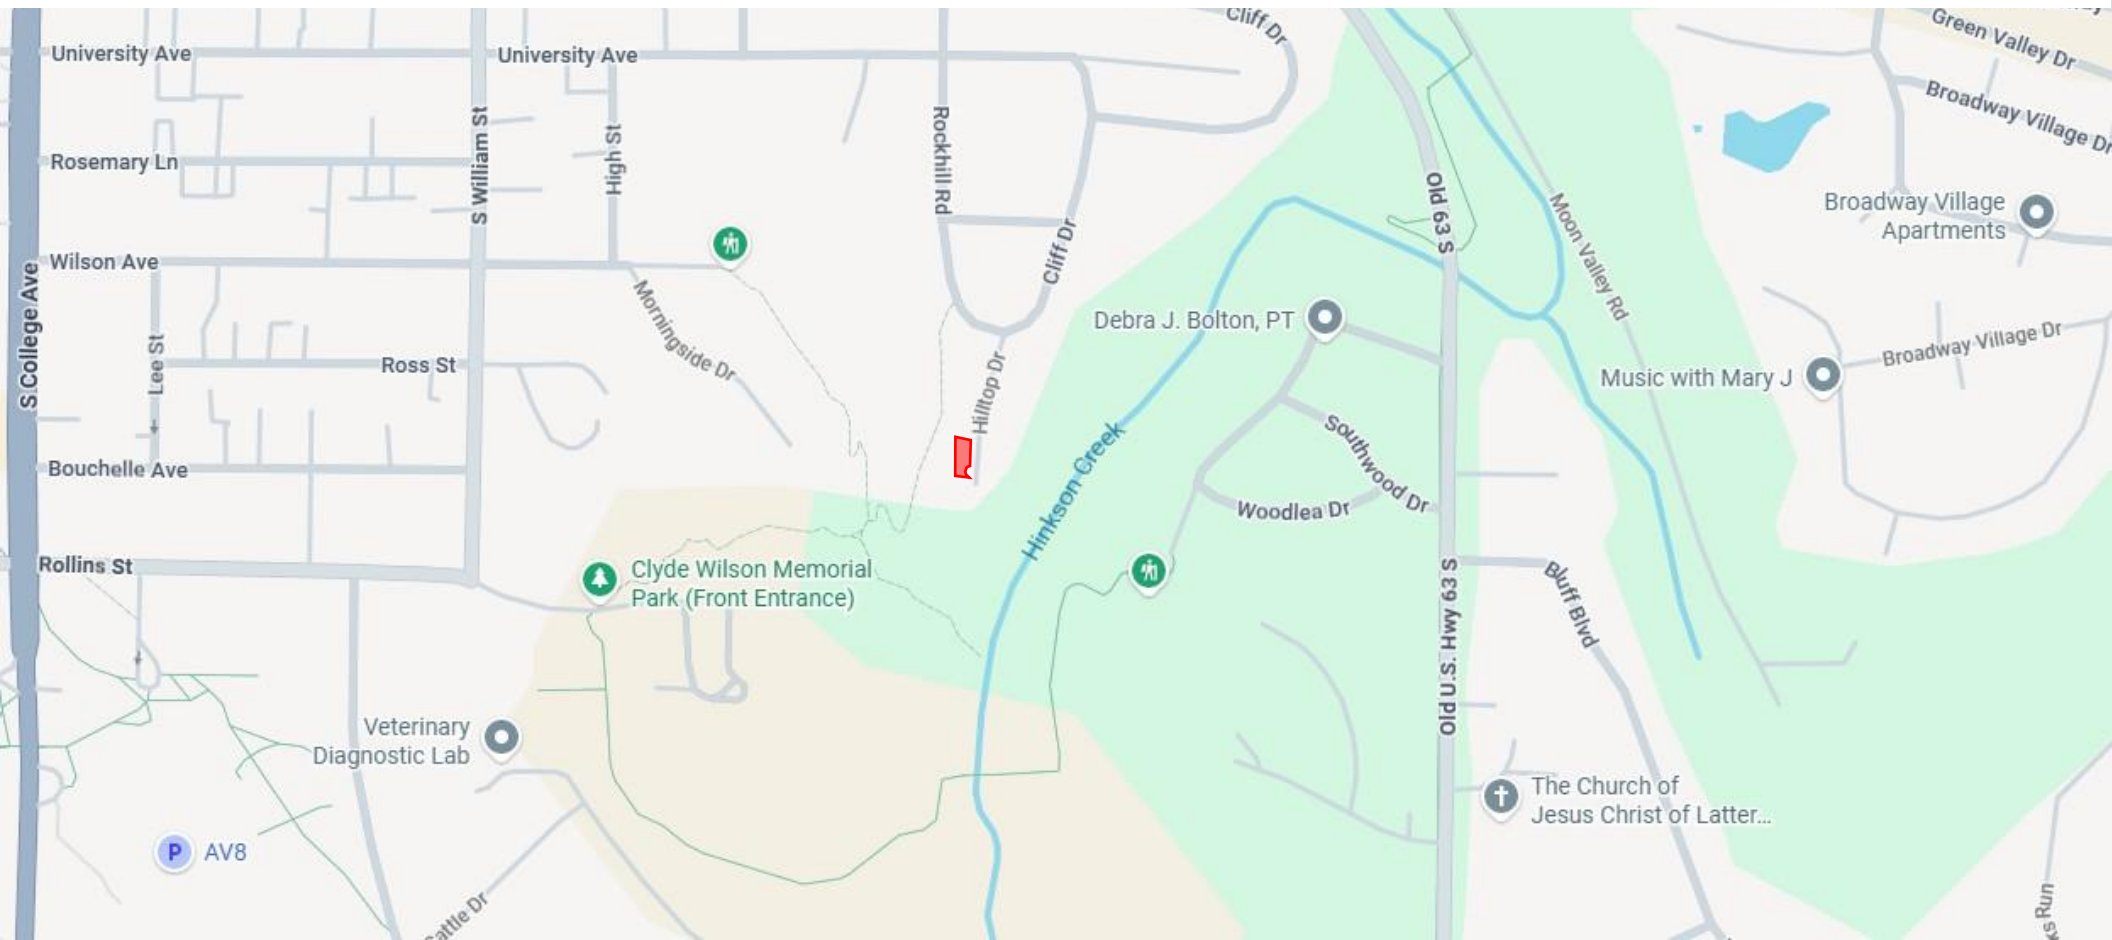 Cliff Dr
Green Valley Dr
University Ave
University Ave
Broadway Village Dr
S William St
High St
Rockhill Rd
Rosemary Ln
Old 63 S
Moon Valley Rd
Broadway Village
Apartments
Cliff Dr
Wilson Ave
S College Ave
Morningside Dr
Debra J. Bolton, PT
Broadway Village Dr
Lee St
Ross St
Hilltop Dr
Music with Mary J
Southwood Dr
Hinkson Creek
Bouchelle Ave
Woodlea Dr
Rollins St
Clyde Wilson Memorial
Park (Front Entrance)
Bluff Blvd
Old U.S. Hwy 63 S
Veterinary
Diagnostic Lab
The Church of
Jesus Christ of Latter...
P AV8
Run